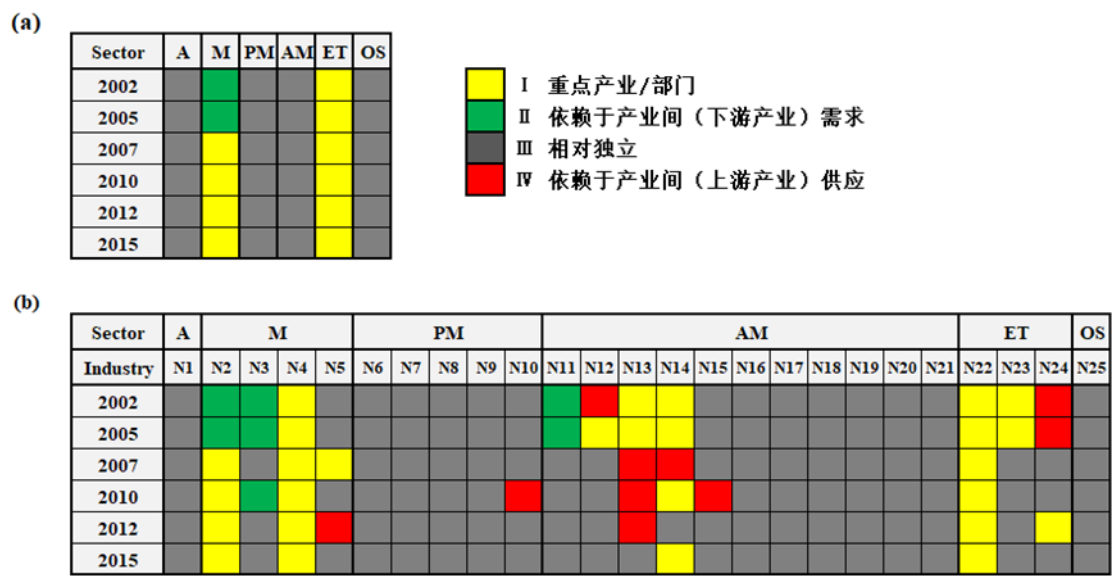 (a)
Sector A M PM AM ET OS
2002
2005
2007
2010
2012
2015
I 重点产业/部门
II 依赖于产业间（下游产业）需求
III 相对独立
IV 依赖于产业间（上游产业）供应
(b)
Sector A M PM AM ET OS
Industry N1 N2 N3 N4 N5 N6 N7 N8 N9 N10 N11 N12 N13 N14 N15 N16 N17 N18 N19 N20 N21 N22 N23 N24 N25
2002
2005
2007
2010
2012
2015